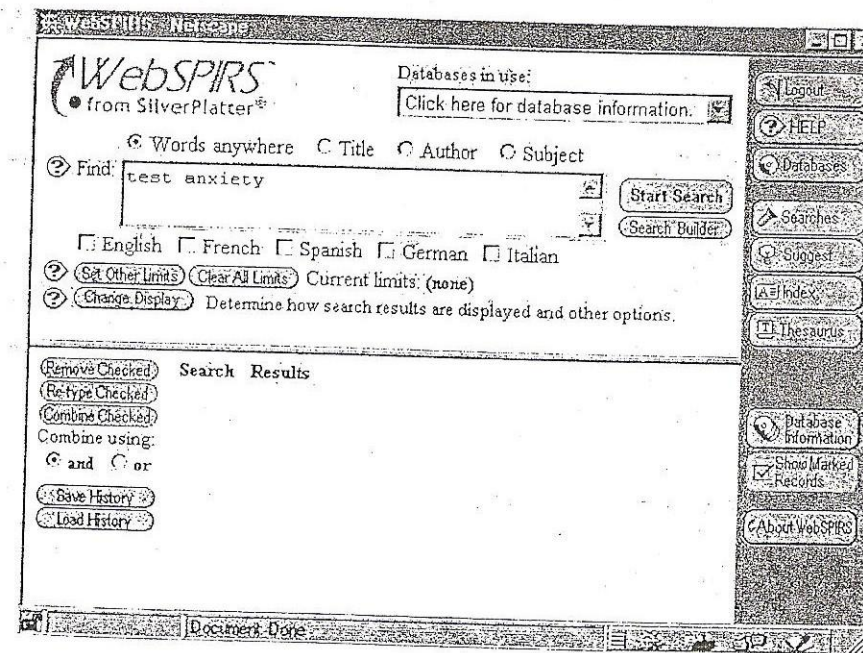 WebSPIRS - Netscape
WebSPIRS™
from SilverPlatter®
Databases in use:
Click here for database information.
Words anywhere Title Author Subject
Find: test anxiety
Start Search
Search Builder
English French Spanish German Italian
Set Other Limits Clear All Limits Current limits: (none)
Change Display Determine how search results are displayed and other options.
Remove Checked Search Results
Re-type Checked
Combine Checked
Combine using:
and or
Save History
Load History
Logout
HELP
Databases
Searches
Suggest
Index
Thesaurus
Database Information
Show Marked Records
About WebSPIRS
Document: Done